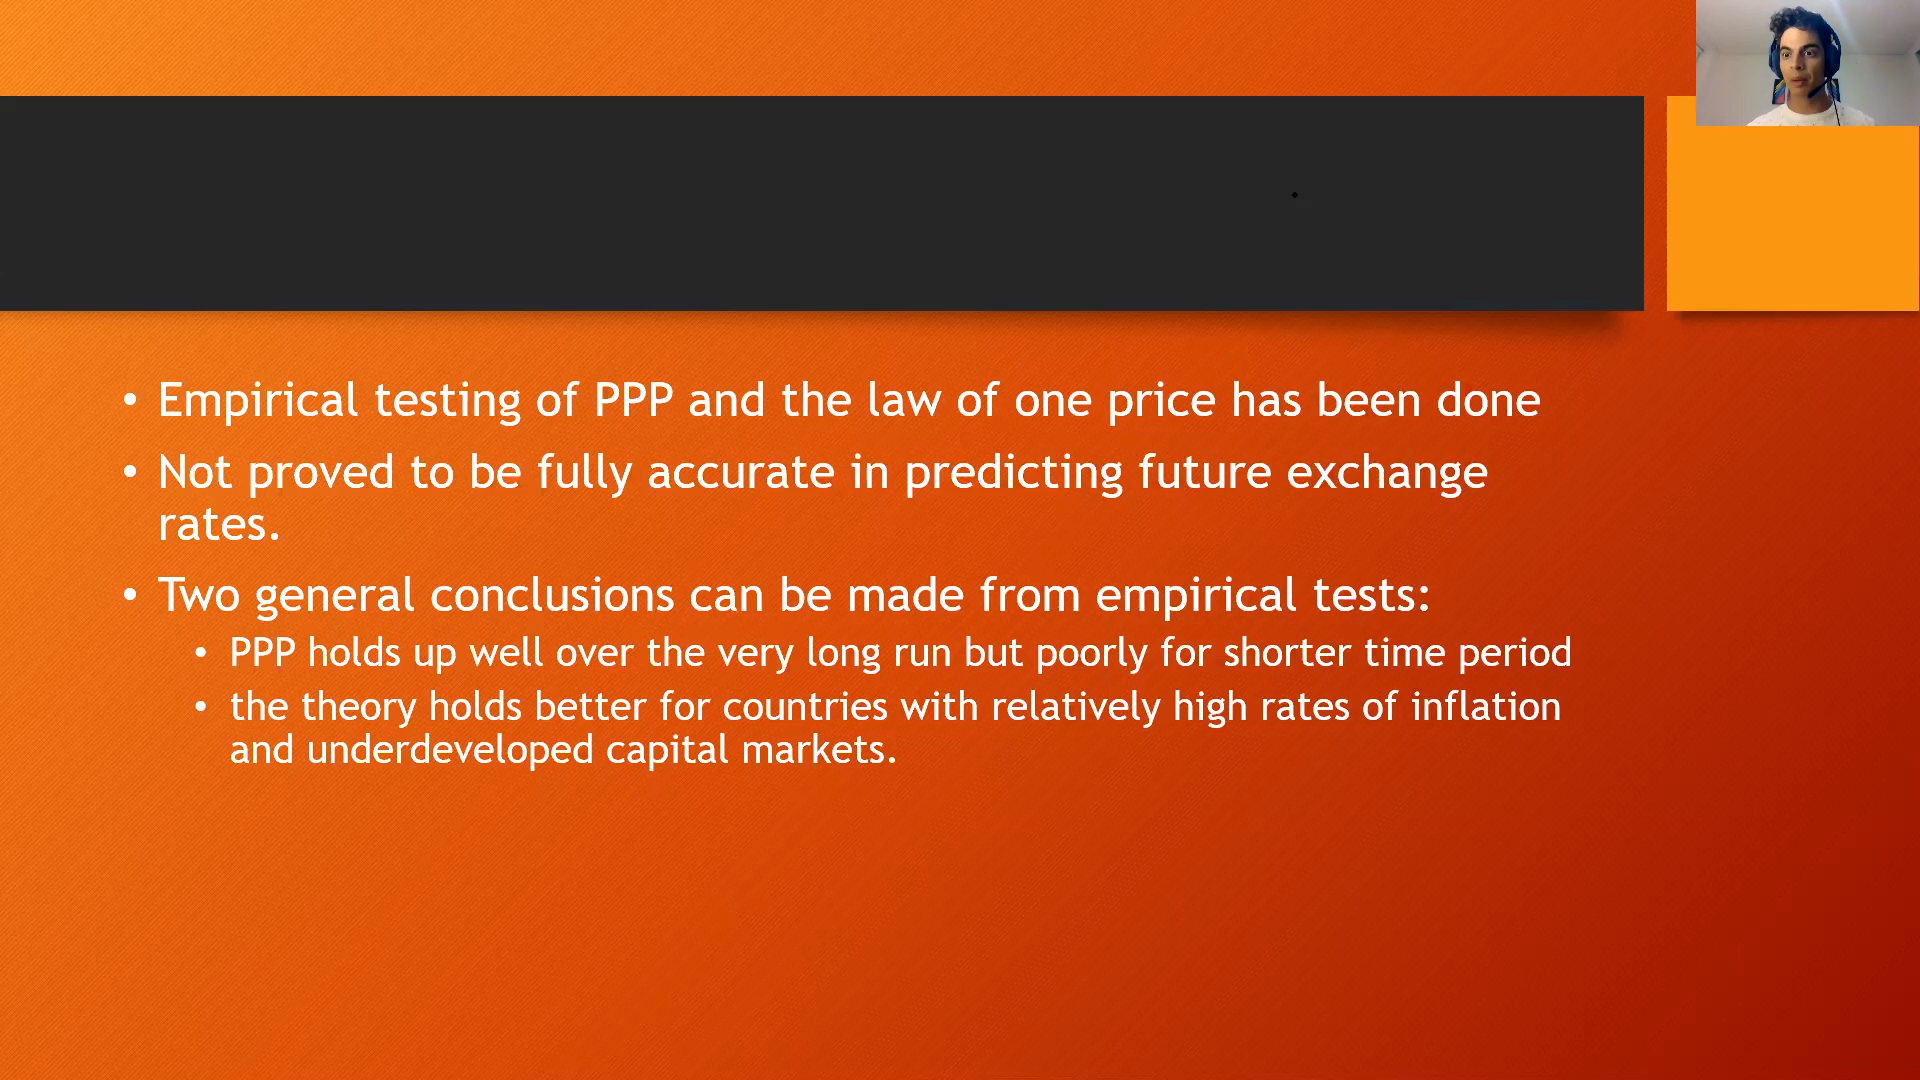 • Empirical testing of PPP and the law of one price has been done
• Not proved to be fully accurate in predicting future exchange
rates.
• Two general conclusions can be made from empirical tests:
• PPP holds up well over the very long run but poorly for shorter time period
• the theory holds better for countries with relatively high rates of inflation
and underdeveloped capital markets.